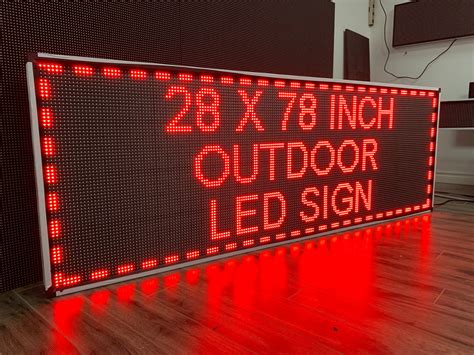 28 X 78 INCH
OUTDOOR
LED SIGN